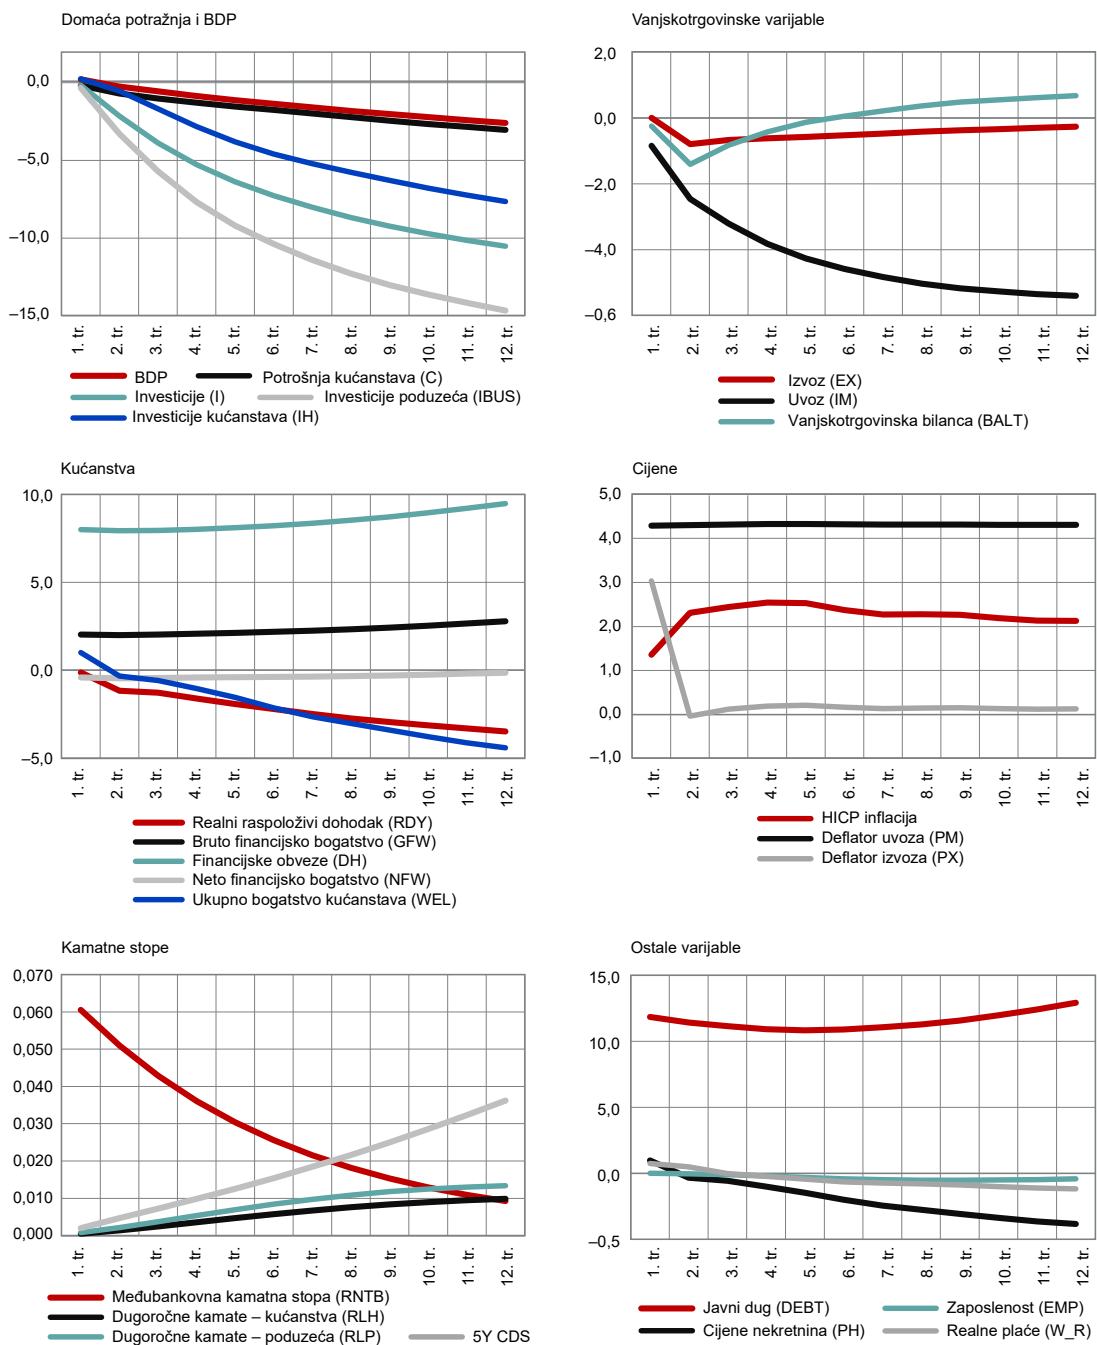 Domaća potražnja i BDP
0,0
–5,0
–10,0
–15,0
1. tr.
2. tr.
3. tr.
4. tr.
5. tr.
6. tr.
7. tr.
8. tr.
9. tr.
10. tr.
11. tr.
12. tr.
BDP
Potrošnja kućanstava (C)
Investicije (I)
Investicije poduzeća (IBUS)
Investicije kućanstava (IH)
Vanjskotrgovinske varijable
2,0
0,0
–2,0
–4,0
–0,6
1. tr.
2. tr.
3. tr.
4. tr.
5. tr.
6. tr.
7. tr.
8. tr.
9. tr.
10. tr.
11. tr.
12. tr.
Izvoz (EX)
Uvoz (IM)
Vanjskotrgovinska bilanca (BALT)
Kućanstva
10,0
5,0
0,0
–5,0
1. tr.
2. tr.
3. tr.
4. tr.
5. tr.
6. tr.
7. tr.
8. tr.
9. tr.
10. tr.
11. tr.
12. tr.
Realni raspoloživi dohodak (RDY)
Bruto financijsko bogatstvo (GFW)
Financijske obveze (DH)
Neto financijsko bogatstvo (NFW)
Ukupno bogatstvo kućanstava (WEL)
Cijene
5,0
4,0
3,0
2,0
1,0
0,0
–1,0
1. tr.
2. tr.
3. tr.
4. tr.
5. tr.
6. tr.
7. tr.
8. tr.
9. tr.
10. tr.
11. tr.
12. tr.
HICP inflacija
Deflator uvoza (PM)
Deflator izvoza (PX)
Kamatne stope
0,070
0,060
0,050
0,040
0,030
0,020
0,010
0,000
1. tr.
2. tr.
3. tr.
4. tr.
5. tr.
6. tr.
7. tr.
8. tr.
9. tr.
10. tr.
11. tr.
12. tr.
Međubankovna kamatna stopa (RNTB)
Dugoročne kamate – kućanstva (RLH)
Dugoročne kamate – poduzeća (RLP)
5Y CDS
Ostale varijable
15,0
10,0
5,0
0,0
–0,5
1. tr.
2. tr.
3. tr.
4. tr.
5. tr.
6. tr.
7. tr.
8. tr.
9. tr.
10. tr.
11. tr.
12. tr.
Javni dug (DEBT)
Zaposlenost (EMP)
Cijene nekretnina (PH)
Realne plaće (W_R)